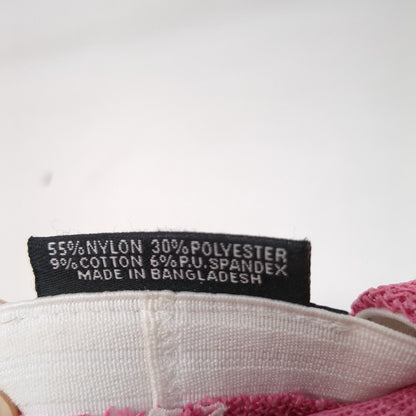 55% NYLON 30% POLYESTER
9% COTTON 6% P.U. SPANDEX
MADE IN BANGLADESH